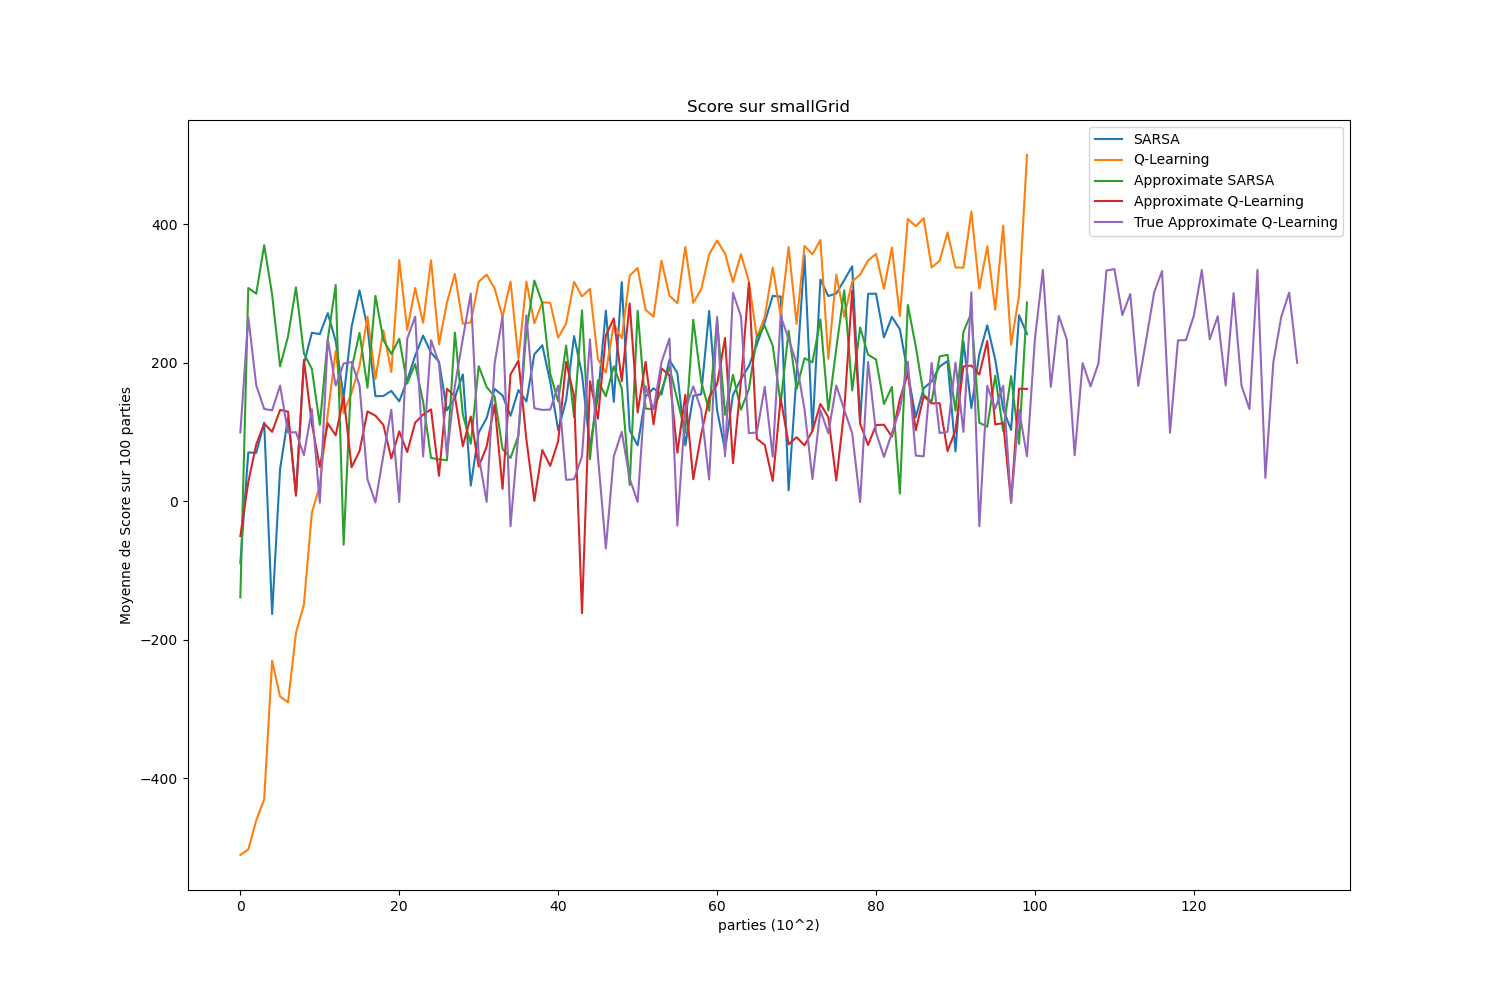 Score sur smallGrid
SARSA
Q-Learning
Approximate SARSA
Approximate Q-Learning
True Approximate Q-Learning
Moyenne de Score sur 100 parties
400
200
0
−200
−400
0
20
40
60
80
100
120
parties (10^2)